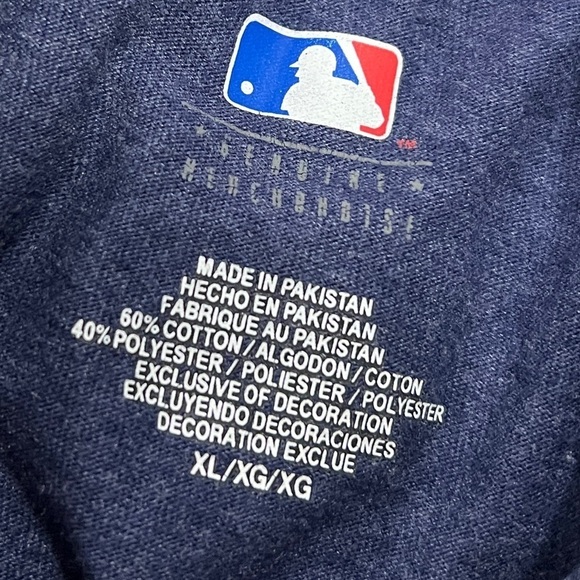 TM
* GENUINE *
MERCHANDISE
MADE IN PAKISTAN
HECHO EN PAKISTAN
FABRIQUE AU PAKISTAN
60% COTTON / ALGODON / COTON
40% POLYESTER / POLIESTER / POLYESTER
EXCLUSIVE OF DECORATION
EXCLUYENDO DECORACIONES
DECORATION EXCLUE
XL/XG/XG